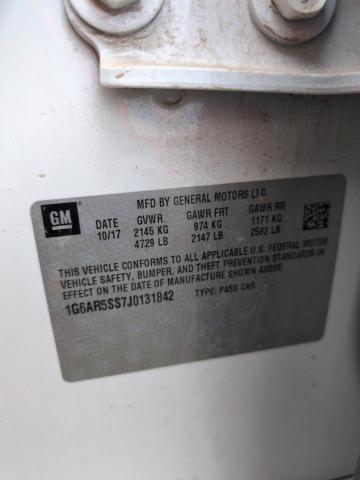 MFD BY GENERAL MOTORS LLC
GM
DATE GVWR GAWR FRT GAWR RR
10/17 2145 KG 974 KG 1171 KG
4729 LB 2147 LB 2582 LB
THIS VEHICLE CONFORMS TO ALL APPLICABLE U.S. FEDERAL MOTOR
VEHICLE SAFETY, BUMPER, AND THEFT PREVENTION STANDARDS IN
EFFECT ON THE DATE OF MANUFACTURE SHOWN ABOVE.
1G6AR5SS7J0131842 TYPE: PASS CAR